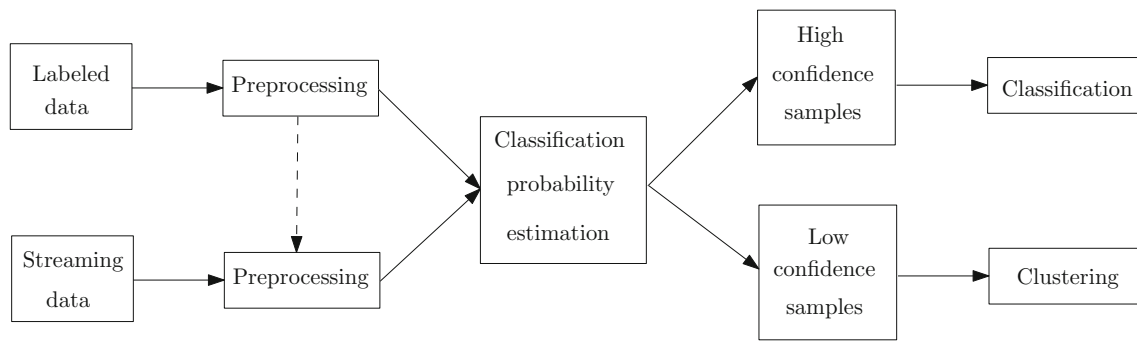 Labeled
data
Preprocessing
Streaming
data
Preprocessing
Classification
probability
estimation
High
confidence
samples
Classification
Low
confidence
samples
Clustering